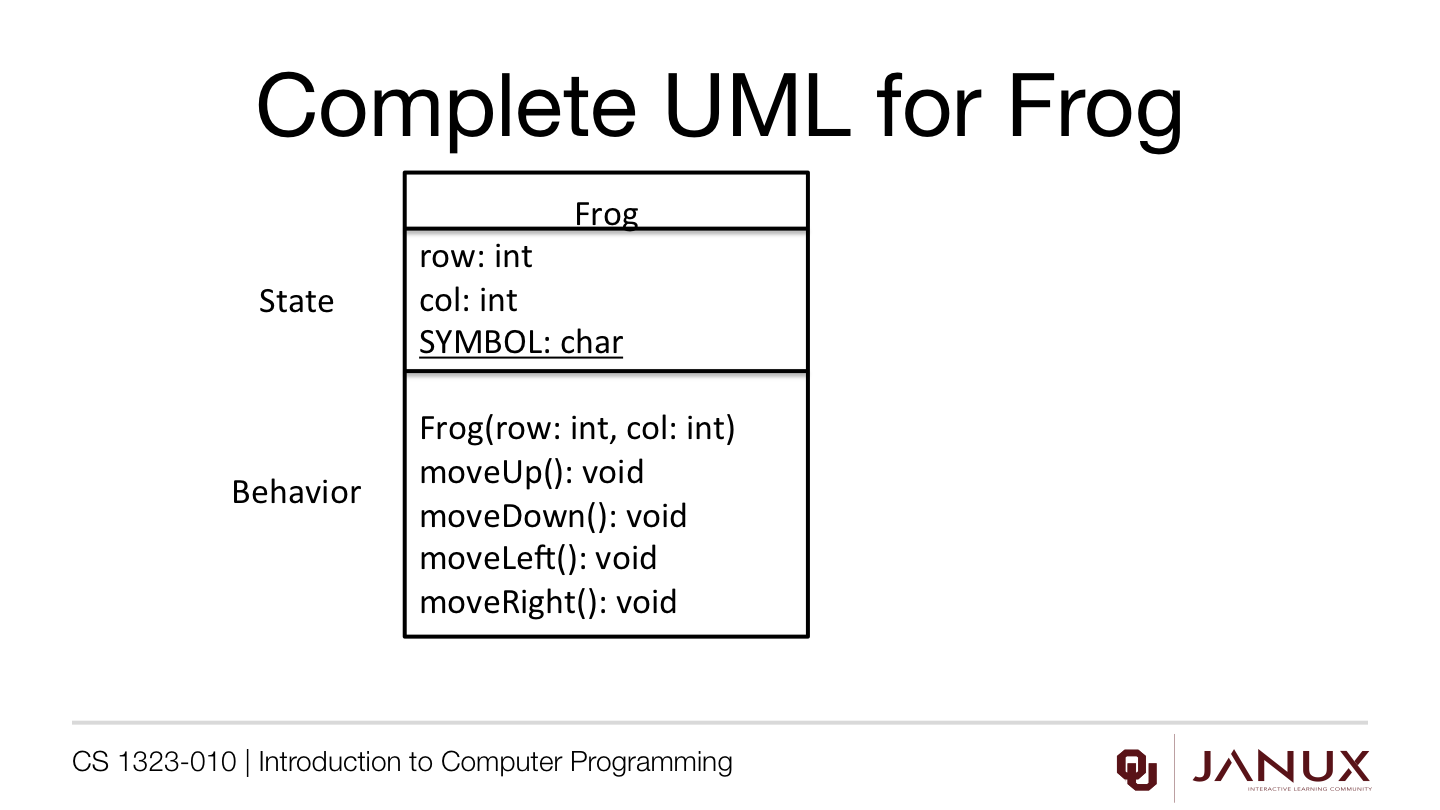 Complete UML for Frog
Frog
State
row: int
col: int
SYMBOL: char
Behavior
Frog(row: int, col: int)
moveUp(): void
moveDown(): void
moveLeft(): void
moveRight(): void
CS 1323-010 | Introduction to Computer Programming
OU
JANUX
INTERACTIVE LEARNING COMMUNITY